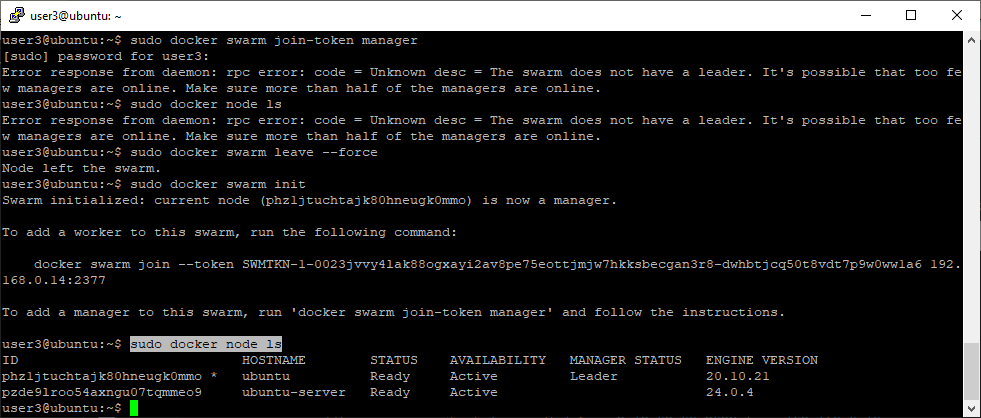 user3@ubuntu: ~
user3@ubuntu:~$ sudo docker swarm join-token manager
[sudo] password for user3:
Error response from daemon: rpc error: code = Unknown desc = The swarm does not have a leader. It's possible that too fe
w managers are online. Make sure more than half of the managers are online.
user3@ubuntu:~$ sudo docker node ls
Error response from daemon: rpc error: code = Unknown desc = The swarm does not have a leader. It's possible that too fe
w managers are online. Make sure more than half of the managers are online.
user3@ubuntu:~$ sudo docker swarm leave --force
Node left the swarm.
user3@ubuntu:~$ sudo docker swarm init
Swarm initialized: current node (phz1jtuchtajk80hneugk0mmo) is now a manager.
To add a worker to this swarm, run the following command:
docker swarm join --token SWMTKN-1-0023jvvy4lak88ogxayi2av8pe75eottjmjw7hkksbecgan3r8-dwhbtjcq50t8vdt7p9w0ww1a6 192.
168.0.14:2377
To add a manager to this swarm, run 'docker swarm join-token manager' and follow the instructions.
user3@ubuntu:~$ sudo docker node ls
ID HOSTNAME STATUS AVAILABILITY MANAGER STATUS ENGINE VERSION
phz1jtuchtajk80hneugk0mmo * ubuntu Ready Active Leader 20.10.21
pzde91roo54axngu07tqmmeo9 ubuntu-server Ready Active 24.0.4
user3@ubuntu:~$